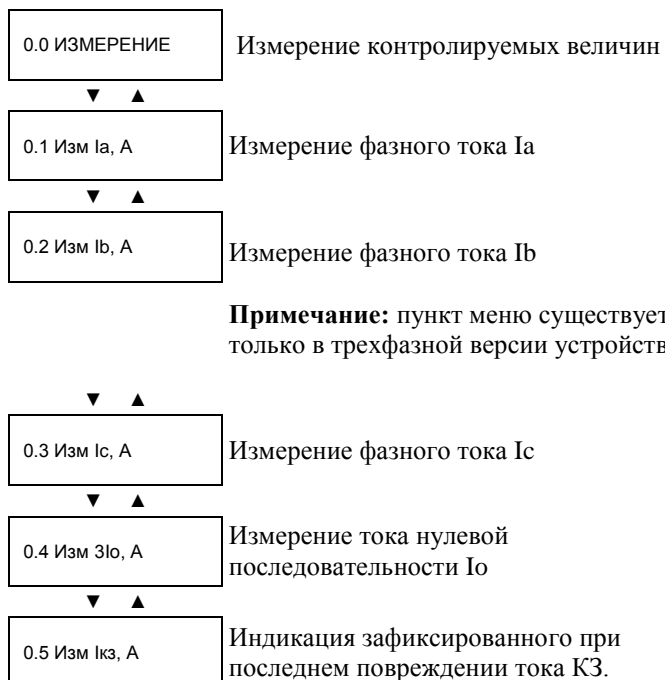 0.0 ИЗМЕРЕНИЕ
Измерение контролируемых величин
▼ ▲
0.1 Изм Ia, А
Измерение фазного тока Ia
▼ ▲
0.2 Изм Ib, А
Измерение фазного тока Ib
Примечание: пункт меню существует
только в трехфазной версии устройств
▼ ▲
0.3 Изм Ic, А
Измерение фазного тока Ic
▼ ▲
0.4 Изм 3Io, А
Измерение тока нулевой
последовательности Io
▼ ▲
0.5 Изм Iкз, А
Индикация зафиксированного при
последнем повреждении тока КЗ.